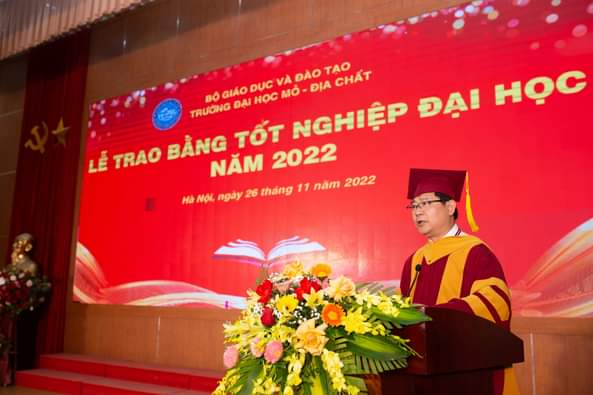 BỘ GIÁO DỤC VÀ ĐÀO TẠO
TRƯỜNG ĐẠI HỌC MỎ - ĐỊA CHẤT
LỄ TRAO BẰNG TỐT NGHIỆP ĐẠI HỌC
NĂM 2022
Hà Nội, ngày 26 tháng 11 năm 2022